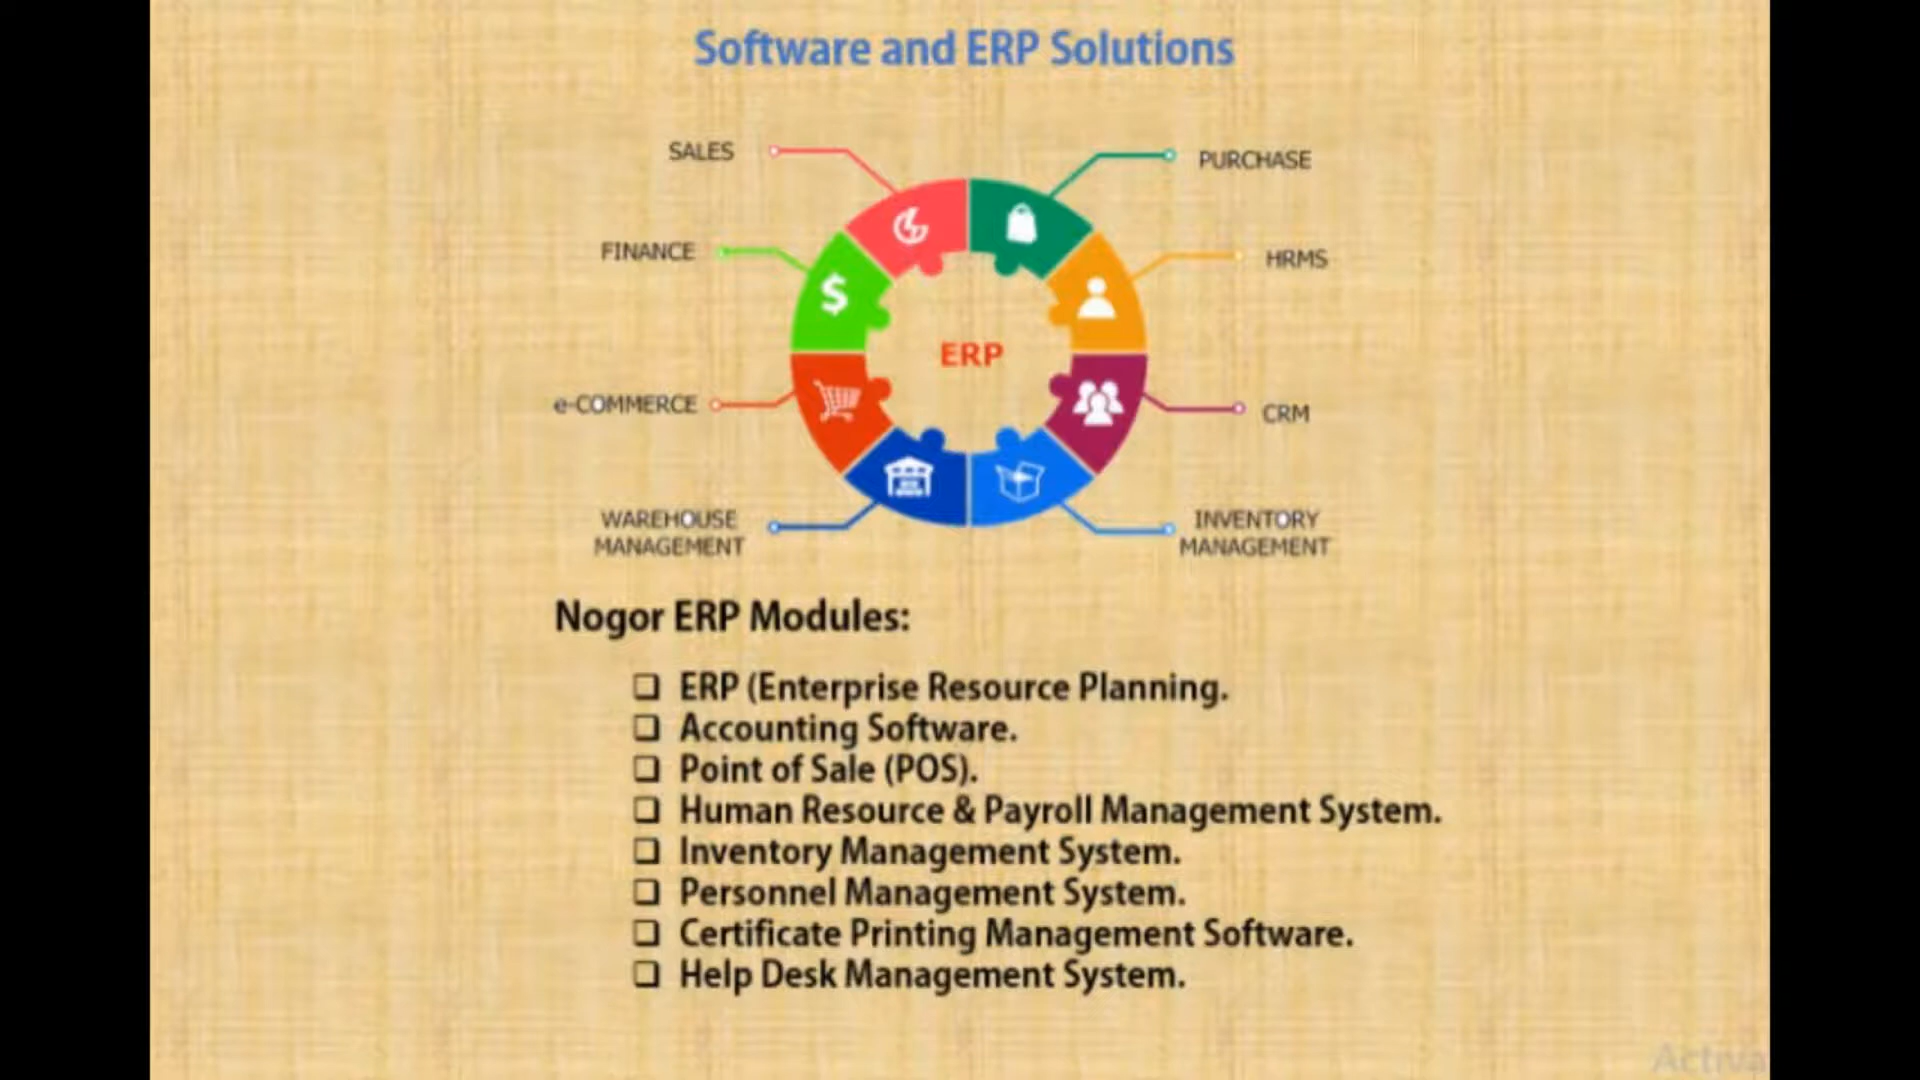 Software and ERP Solutions
SALES
PURCHASE
FINANCE
HRMS
ERP
e-COMMERCE
CRM
WAREHOUSE
MANAGEMENT
INVENTORY
MANAGEMENT
Nogor ERP Modules:
ERP (Enterprise Resource Planning.
Accounting Software.
Point of Sale (POS).
Human Resource & Payroll Management System.
Inventory Management System.
Personnel Management System.
Certificate Printing Management Software.
Help Desk Management System.
Activa